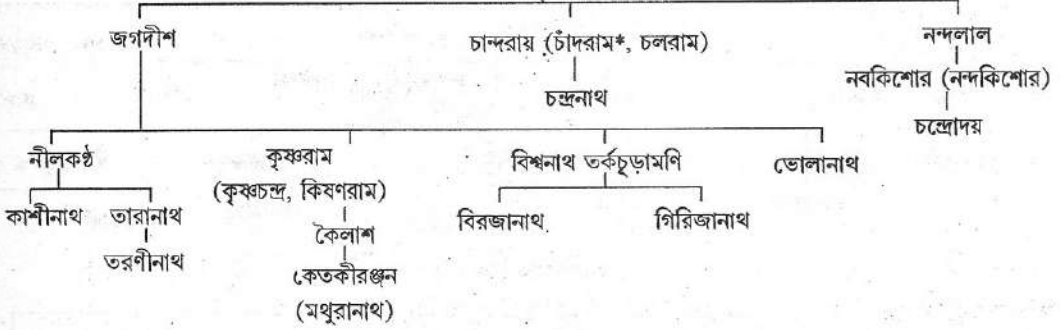 জগদীশ চান্দরায় (চাঁদরাম*, চলরাম) নন্দলাল
নবকিশোর (নন্দকিশোর)
চন্দ্রনাথ
চন্দ্রোদয়
নীলকণ্ঠ কৃষ্ণরাম বিশ্বনাথ তর্কচূড়ামণি ভোলানাথ
(কৃষ্ণচন্দ্র, কিষণরাম)
কাশীনাথ তারানাথ বিরজানাথ গিরিজানাথ
কৈলাশ
তরণীনাথ
কেতকীরঞ্জন
(মথুরানাথ)